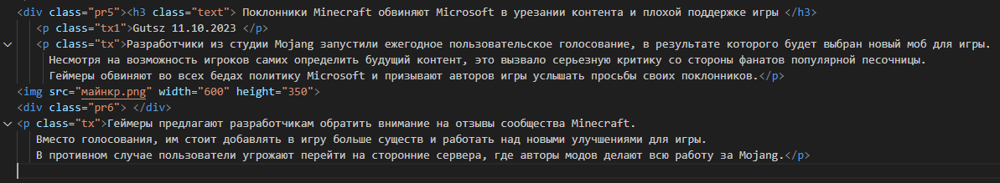 <div class="pr5"><h3 class="text"> Поклонники Minecraft обвиняют Microsoft в урезании контента и плохой поддержке игры </h3>
<p class="tx1">Gutsz 11.10.2023 </p>
<p class="tx">Разработчики из студии Mojang запустили ежегодное пользовательское голосование, в результате которого будет выбран новый моб для игры.
Несмотря на возможность игроков самих определить будущий контент, это вызвало серьезную критику со стороны фанатов популярной песочницы.
Геймеры обвиняют во всех бедах политику Microsoft и призывают авторов игры услышать просьбы своих поклонников.</p>
<img src="майнкр.png" width="600" height="350">
<div class="pr6"> </div>
<p class="tx">Геймеры предлагают разработчикам обратить внимание на отзывы сообщества Minecraft.
Вместо голосования, им стоит добавлять в игру больше существ и работать над новыми улучшениями для игры.
В противном случае пользователи угрожают перейти на сторонние сервера, где авторы модов делают всю работу за Mojang.</p>